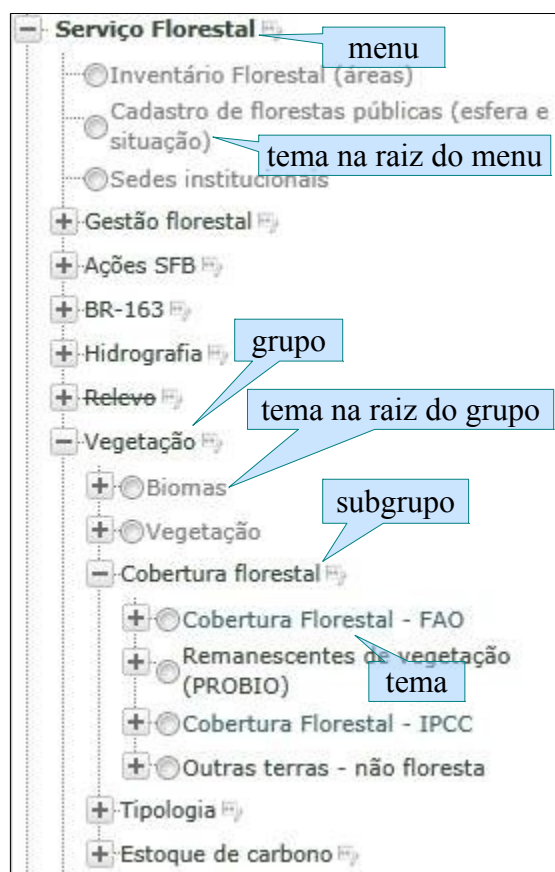 Serviço Florestal
menu
Inventário Florestal (áreas)
Cadastro de florestas públicas (esfera e
situação)
tema na raiz do menu
Sedes institucionais
Gestão florestal
Ações SFB
BR-163
Hidrografia
grupo
Relevo
tema na raiz do grupo
Vegetação
Biomas
subgrupo
Vegetação
Cobertura florestal
Cobertura Florestal - FAO
Remanescentes de vegetação
(PROBIO)
tema
Cobertura Florestal - IPCC
Outras terras - não floresta
Tipologia
Estoque de carbono